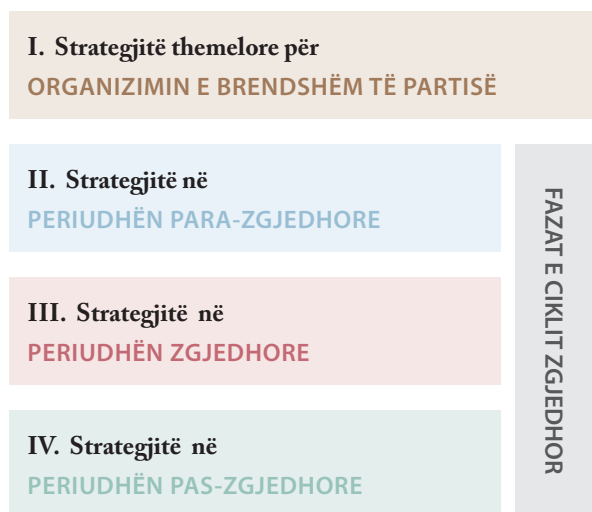 I. Strategjitë themelore për
ORGANIZIMIN E BRENDSHËM TË PARTISË
II. Strategjitë në
PERIUDHËN PARA-ZGJEDHORE
III. Strategjitë në
PERIUDHËN ZGJEDHORE
IV. Strategjitë në
PERIUDHËN PAS-ZGJEDHORE
FAZAT E CIKLIT ZGJEDHOR